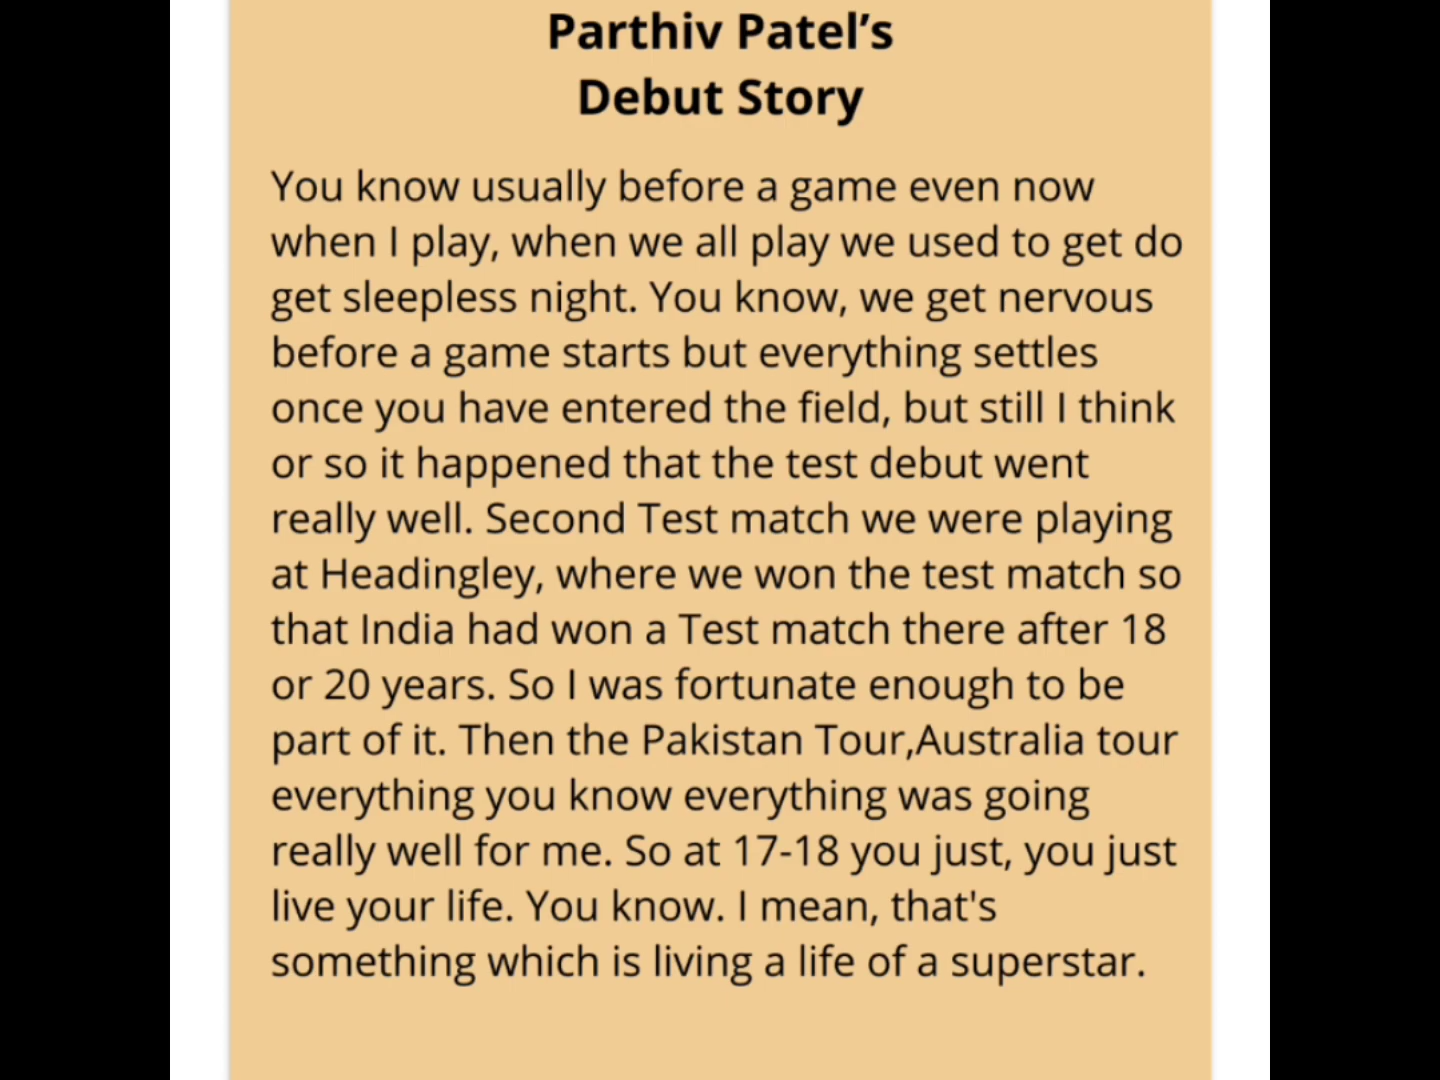 Parthiv Patel’s
Debut Story
You know usually before a game even now
when I play, when we all play we used to get do
get sleepless night. You know, we get nervous
before a game starts but everything settles
once you have entered the field, but still I think
or so it happened that the test debut went
really well. Second Test match we were playing
at Headingley, where we won the test match so
that India had won a Test match there after 18
or 20 years. So I was fortunate enough to be
part of it. Then the Pakistan Tour,Australia tour
everything you know everything was going
really well for me. So at 17-18 you just, you just
live your life. You know. I mean, that's
something which is living a life of a superstar.